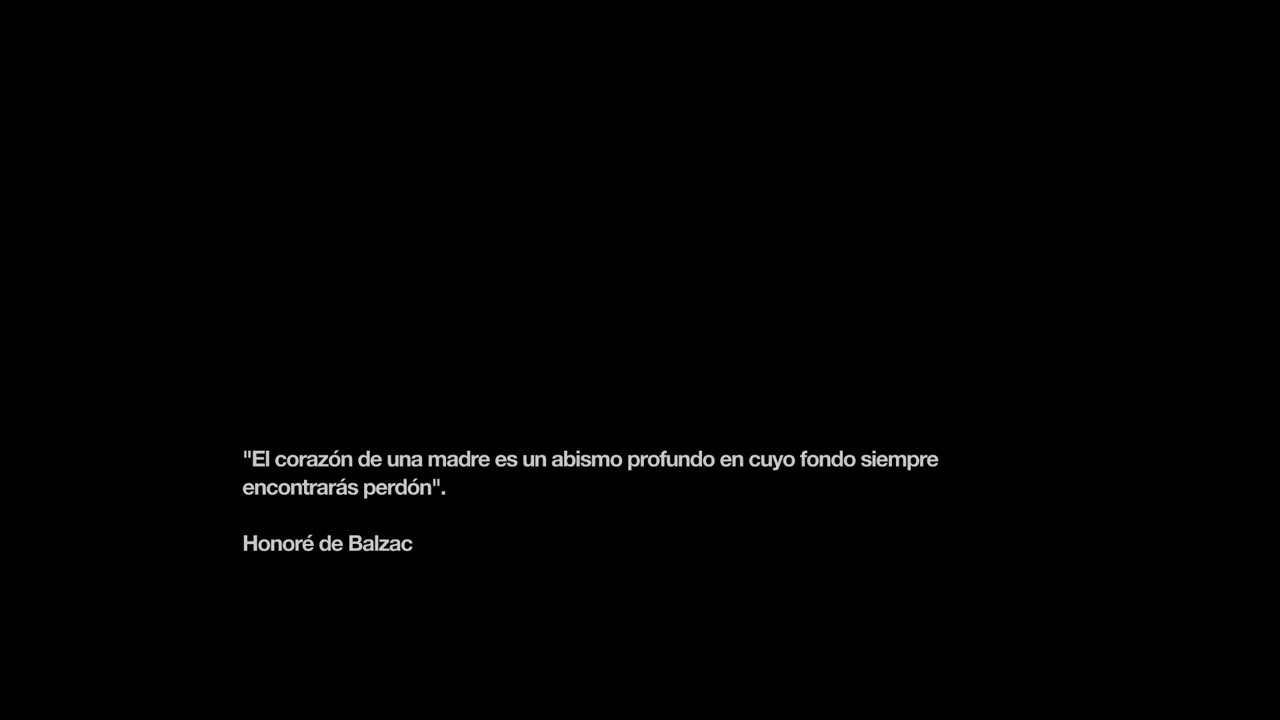 "El corazón de una madre es un abismo profundo en cuyo fondo siempre
encontrarás perdón".
Honoré de Balzac